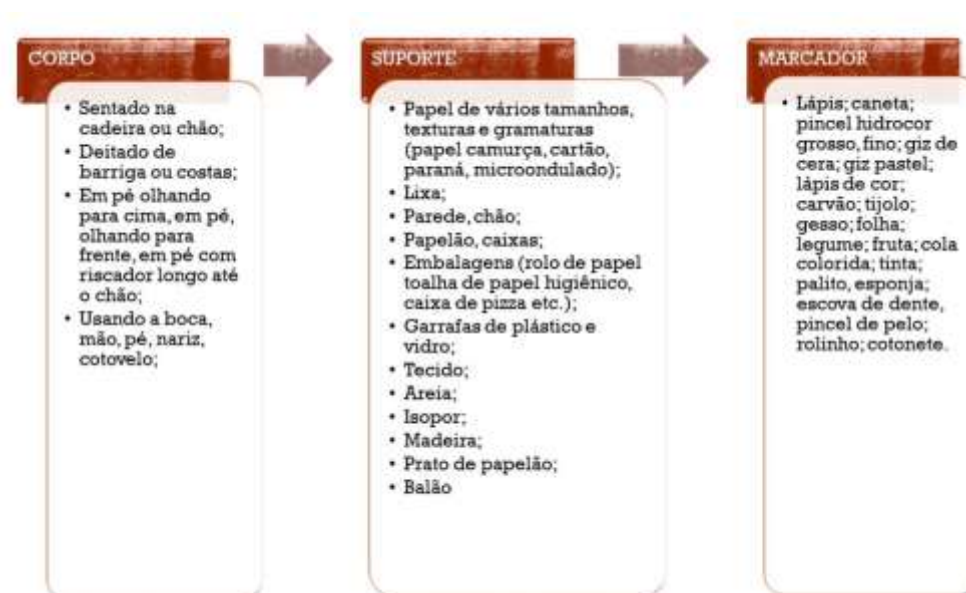 CORPO
• Sentado na
cadeira ou chão;
• Deitado de
barriga ou costas;
• Em pé olhando
para cima, em pé,
olhando para
frente, em pé com
riscador longo até
o chão;
• Usando a boca,
mão, pé, nariz,
cotovelo;
SUPORTE
• Papel de vários tamanhos,
texturas e gramaturas
(papel camurça, cartão,
paraná, microondulado);
• Lixa;
• Parede, chão;
• Papelão, caixas;
• Embalagens (rolo de papel
toalha de papel higiênico,
caixa de pizza etc.);
• Garrafas de plástico e
vidro;
• Tecido;
• Areia;
• Isopor;
• Madeira;
• Prato de papelão;
• Balão
MARCADOR
• Lápis; caneta;
pincel hidrocor
grosso, fino; giz de
cera; giz pastel;
lápis de cor;
carvão; tijolo;
gesso; folha;
legume; fruta; cola
colorida; tinta;
palito, esponja;
escova de dente,
pincel de pelo;
rolinho; cotonete.